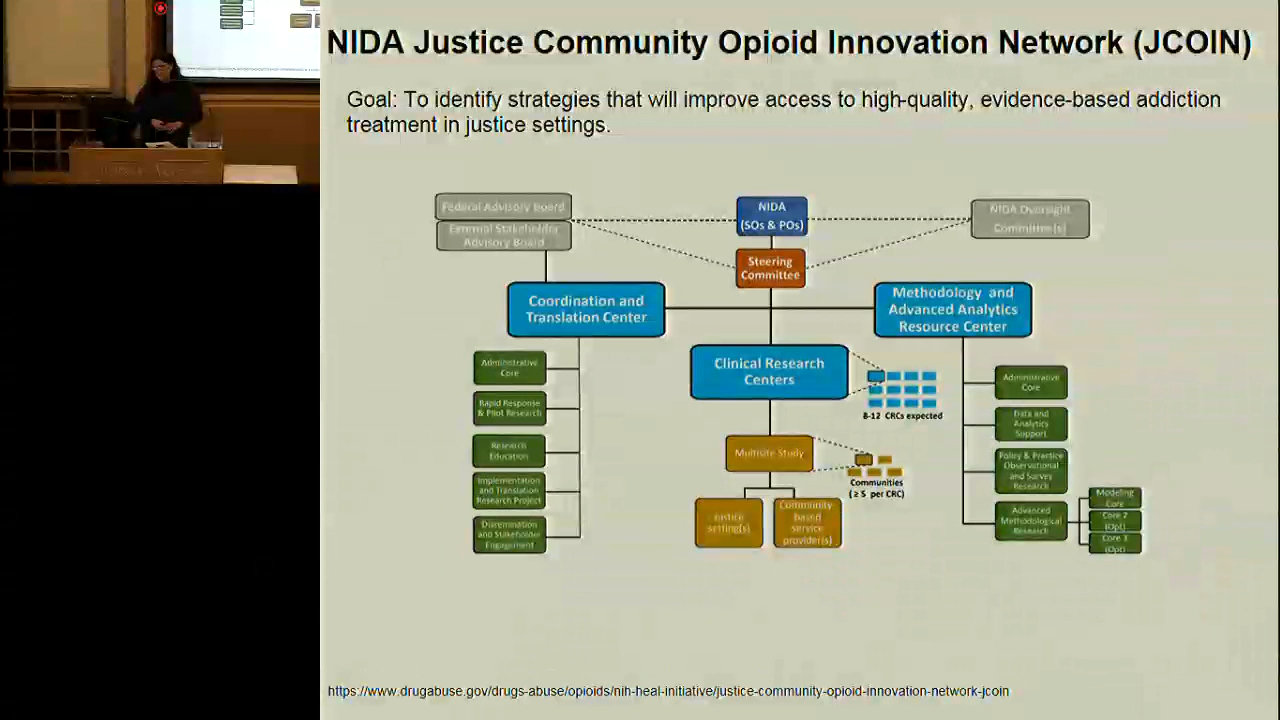 NIDA Justice Community Opioid Innovation Network (JCOIN)
Goal: To identify strategies that will improve access to high-quality, evidence-based addiction
treatment in justice settings.
Federal Advisory Board
External Stakeholder
Advisory Board
NIDA
(SOs & POs)
NIDA Oversight
Committee(s)
Steering
Committee
Coordination and
Translation Center
Methodology and
Advanced Analytics
Resource Center
Clinical Research
Centers
8-12 CRCs expected
Administrative
Core
Rapid Response
& Pilot Research
Research
Education
Implementation
and Translation
Research Project
Dissemination
and Stakeholder
Engagement
Multisite Study
Communities
(≥ 5 per CRC)
Justice
setting(s)
Community
based
service
provider(s)
Administrative
Core
Data and
Analytics
Support
Policy & Practice
Observational
and Survey
Research
Advanced
Methodological
Research
Modeling
Core
Core 2
(Opt)
Core 3
(Opt)
https://www.drugabuse.gov/drugs-abuse/opioids/nih-heal-initiative/justice-community-opioid-innovation-network-jcoin